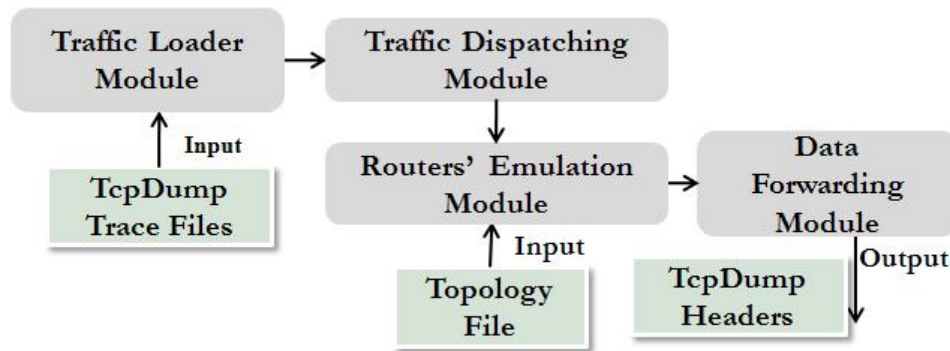 Traffic Loader
Module
Traffic Dispatching
Module
Input
TcpDump
Trace Files
Routers' Emulation
Module
Data
Forwarding
Module
Input
Topology
File
Output
TcpDump
Headers